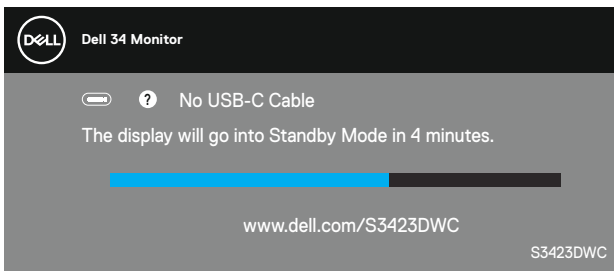 DELL
Dell 34 Monitor
? No USB-C Cable
The display will go into Standby Mode in 4 minutes.
www.dell.com/S3423DWC
S3423DWC